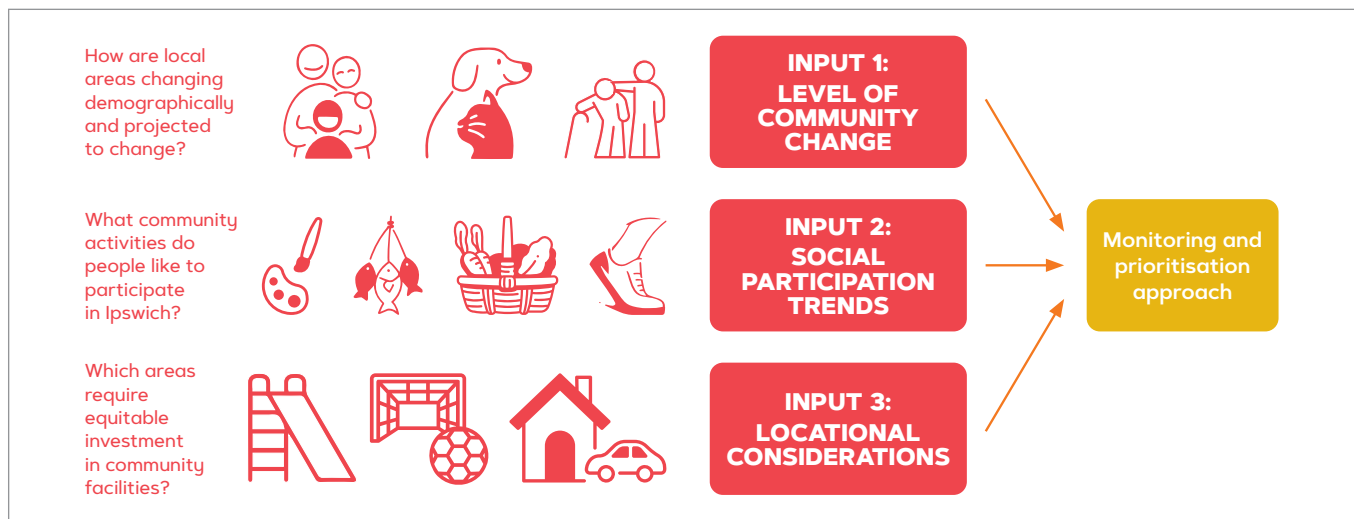 How are local
areas changing
demographically
and projected
to change?
INPUT 1:
LEVEL OF
COMMUNITY
CHANGE
What community
activities do
people like to
participate
in Ipswich?
INPUT 2:
SOCIAL
PARTICIPATION
TRENDS
Which areas
require
equitable
investment
in community
facilities?
INPUT 3:
LOCATIONAL
CONSIDERATIONS
Monitoring and
prioritisation
approach